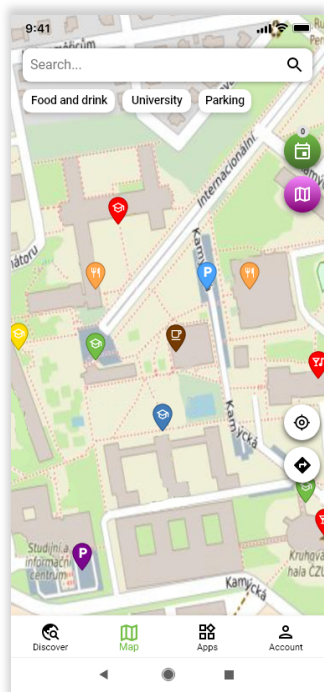 9:41
Search...
Food and drink
University
Parking
0
Internacionální
Kamýcká
P
Kamýcká
P
Studijní a
informační
centrum
Kruhová
hala ČZU
Kamýcká
Discover
Map
Apps
Account